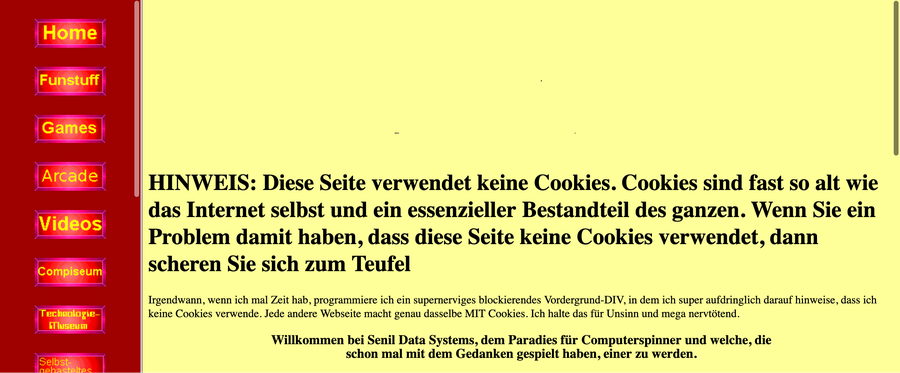 Home
Funstuff
Games
Arcade
Videos
Compiseum
Technologie-
Museum
Selbst-
gebasteltes
HINWEIS: Diese Seite verwendet keine Cookies. Cookies sind fast so alt wie
das Internet selbst und ein essenzieller Bestandteil des ganzen. Wenn Sie ein
Problem damit haben, dass diese Seite keine Cookies verwendet, dann
scheren Sie sich zum Teufel
Irgendwann, wenn ich mal Zeit hab, programmiere ich ein supernerviges blockierendes Vordergrund-DIV, in dem ich super aufdringlich darauf hinweise, dass ich
keine Cookies verwende. Jede andere Webseite macht genau dasselbe MIT Cookies. Ich halte das für Unsinn und mega nervtötend.
Willkommen bei Senil Data Systems, dem Paradies für Computerspinner und welche, die
schon mal mit dem Gedanken gespielt haben, einer zu werden.